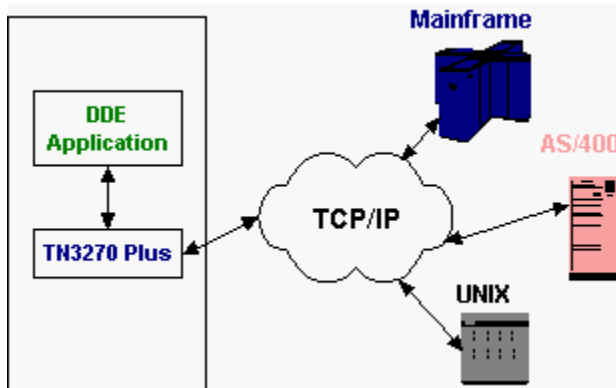 Mainframe
DDE
Application
AS/400
TN3270 Plus
TCP/IP
UNIX